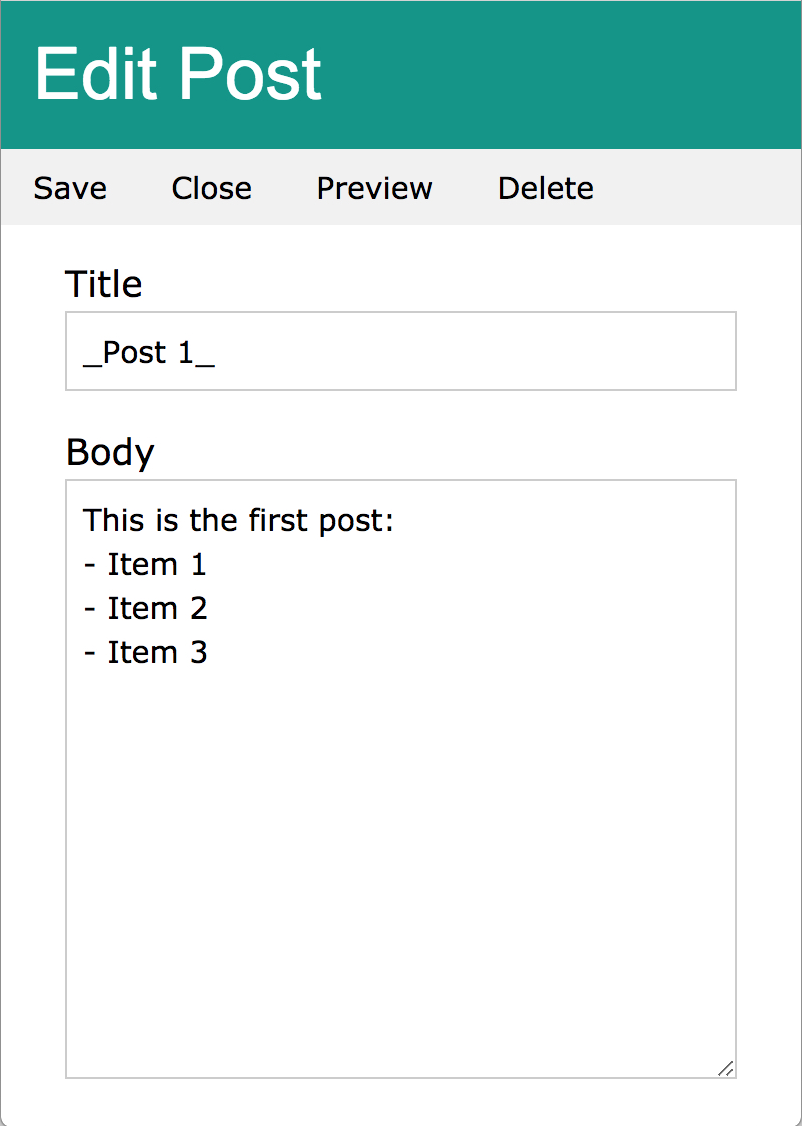 Edit Post
Save Close Preview Delete
Title
_Post 1_
Body
This is the first post:
- Item 1
- Item 2
- Item 3